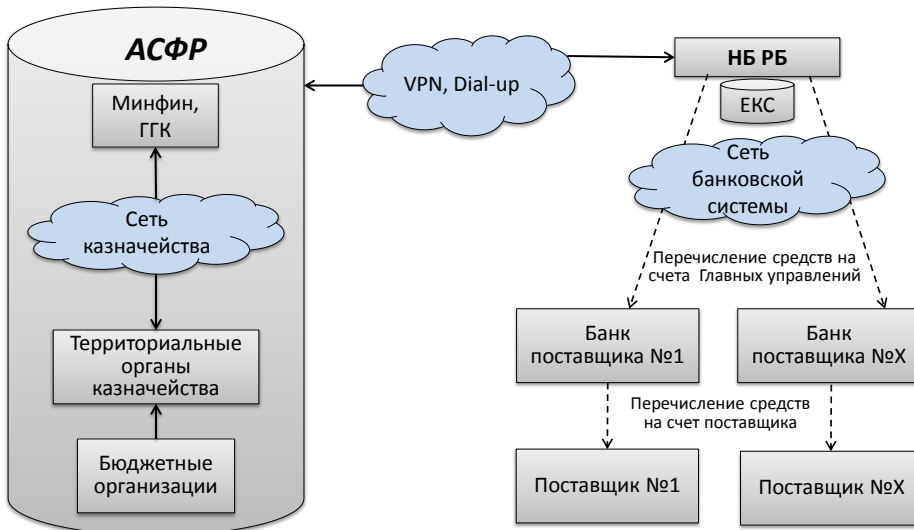 АСФР
Минфин,
ГГК
Сеть
казначейства
Территориальные
органы
казначейства
Бюджетные
организации
VPN, Dial-up
НБ РБ
ЕКС
Сеть
банковской
системы
Перечисление средств на
счета Главных управлений
Банк
поставщика №1
Банк
поставщика №X
Перечисление средств
на счет поставщика
Поставщик №1
Поставщик №X